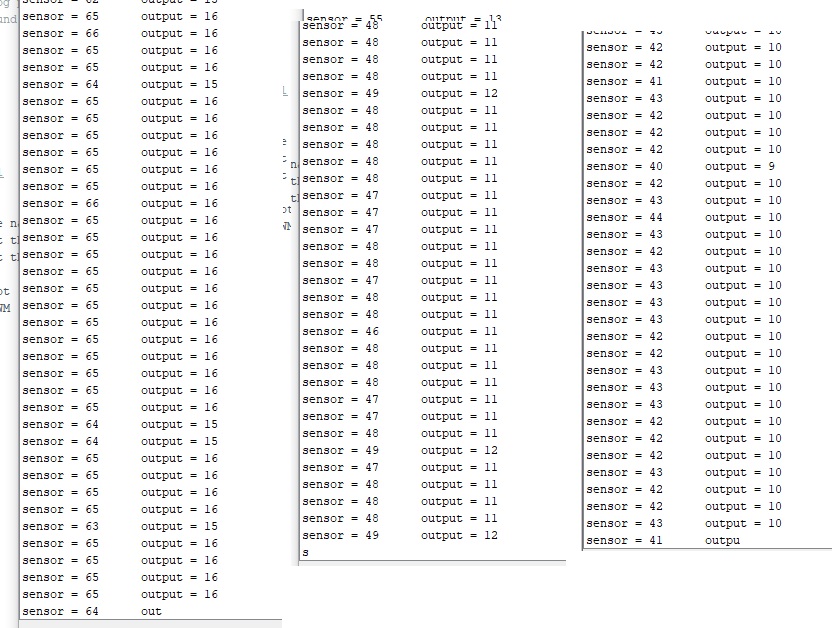 sensor = 65 output = 16
sensor = 66 output = 16
sensor = 65 output = 16
sensor = 65 output = 16
sensor = 64 output = 15
sensor = 65 output = 16
sensor = 65 output = 16
sensor = 65 output = 16
sensor = 65 output = 16
sensor = 65 output = 16
sensor = 65 output = 16
sensor = 66 output = 16
sensor = 65 output = 16
sensor = 65 output = 16
sensor = 65 output = 16
sensor = 65 output = 16
sensor = 65 output = 16
sensor = 65 output = 16
sensor = 65 output = 16
sensor = 65 output = 16
sensor = 65 output = 16
sensor = 65 output = 16
sensor = 65 output = 16
sensor = 65 output = 16
sensor = 64 output = 15
sensor = 64 output = 15
sensor = 65 output = 16
sensor = 65 output = 16
sensor = 65 output = 16
sensor = 65 output = 16
sensor = 63 output = 15
sensor = 65 output = 16
sensor = 65 output = 16
sensor = 65 output = 16
sensor = 65 output = 16
sensor = 64 out
sensor = 55 output = 13
sensor = 48 output = 11
sensor = 48 output = 11
sensor = 48 output = 11
sensor = 48 output = 11
sensor = 49 output = 12
sensor = 48 output = 11
sensor = 48 output = 11
sensor = 48 output = 11
sensor = 48 output = 11
sensor = 48 output = 11
sensor = 47 output = 11
sensor = 47 output = 11
sensor = 47 output = 11
sensor = 48 output = 11
sensor = 48 output = 11
sensor = 47 output = 11
sensor = 48 output = 11
sensor = 48 output = 11
sensor = 46 output = 11
sensor = 48 output = 11
sensor = 48 output = 11
sensor = 48 output = 11
sensor = 47 output = 11
sensor = 47 output = 11
sensor = 48 output = 11
sensor = 49 output = 12
sensor = 47 output = 11
sensor = 48 output = 11
sensor = 48 output = 11
sensor = 48 output = 11
sensor = 49 output = 12
s
sensor = 42 output = 10
sensor = 42 output = 10
sensor = 41 output = 10
sensor = 43 output = 10
sensor = 42 output = 10
sensor = 42 output = 10
sensor = 42 output = 10
sensor = 40 output = 9
sensor = 42 output = 10
sensor = 43 output = 10
sensor = 44 output = 10
sensor = 43 output = 10
sensor = 42 output = 10
sensor = 43 output = 10
sensor = 43 output = 10
sensor = 43 output = 10
sensor = 43 output = 10
sensor = 42 output = 10
sensor = 42 output = 10
sensor = 43 output = 10
sensor = 43 output = 10
sensor = 43 output = 10
sensor = 42 output = 10
sensor = 42 output = 10
sensor = 42 output = 10
sensor = 43 output = 10
sensor = 42 output = 10
sensor = 42 output = 10
sensor = 43 output = 10
sensor = 41 outpu